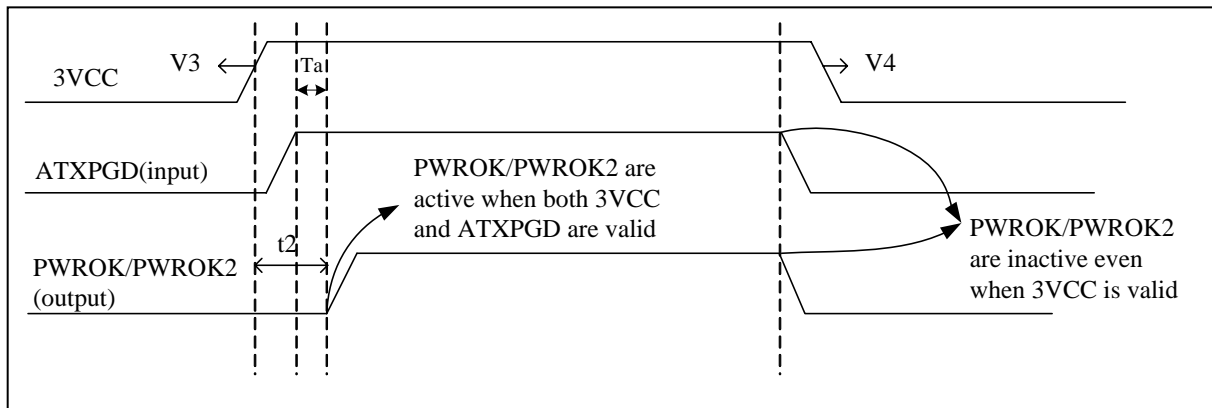 V3
Ta
V4
3VCC
ATXPGD(input)
PWROK/PWROK2 are
active when both 3VCC
and ATXPGD are valid
t2
PWROK/PWROK2
(output)
PWROK/PWROK2
are inactive even
when 3VCC is valid